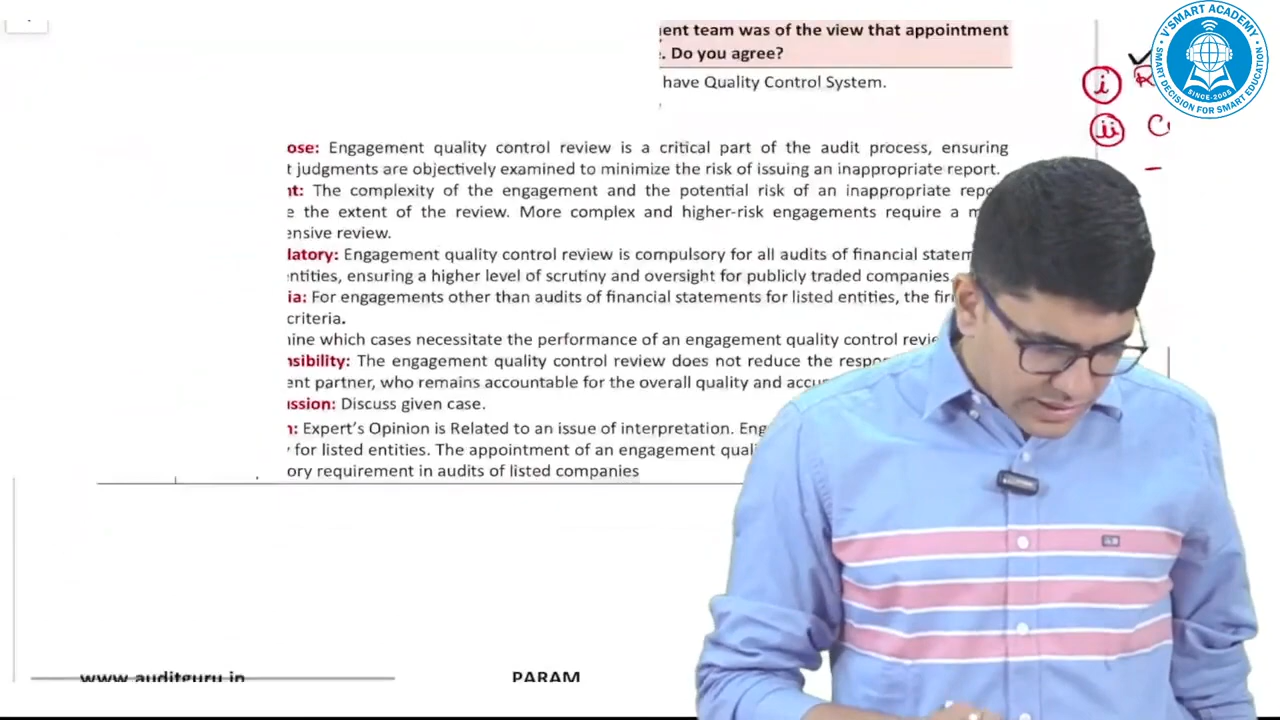 ent team was of the view that appointment
. Do you agree?
have Quality Control System.
ose: Engagement quality control review is a critical part of the audit process, ensuring
t judgments are objectively examined to minimize the risk of issuing an inappropriate report.
nt: The complexity of the engagement and the potential risk of an inappropriate repo
e the extent of the review. More complex and higher-risk engagements require a m
ensive review.
latory: Engagement quality control review is compulsory for all audits of financial statem
entities, ensuring a higher level of scrutiny and oversight for publicly traded companies.
ia: For engagements other than audits of financial statements for listed entities, the fir
criteria.
nine which cases necessitate the performance of an engagement quality control revie
nsibility: The engagement quality control review does not reduce the respo
ent partner, who remains accountable for the overall quality and accu
ussion: Discuss given case.
n: Expert's Opinion is Related to an issue of interpretation. Eng
for listed entities. The appointment of an engagement quali
ory requirement in audits of listed companies
www.auditguru.in
PARAM
i R
ii C
V'SMART ACADEMY
SINCE-2005
SMART DECISION FOR SMART EDUCATION